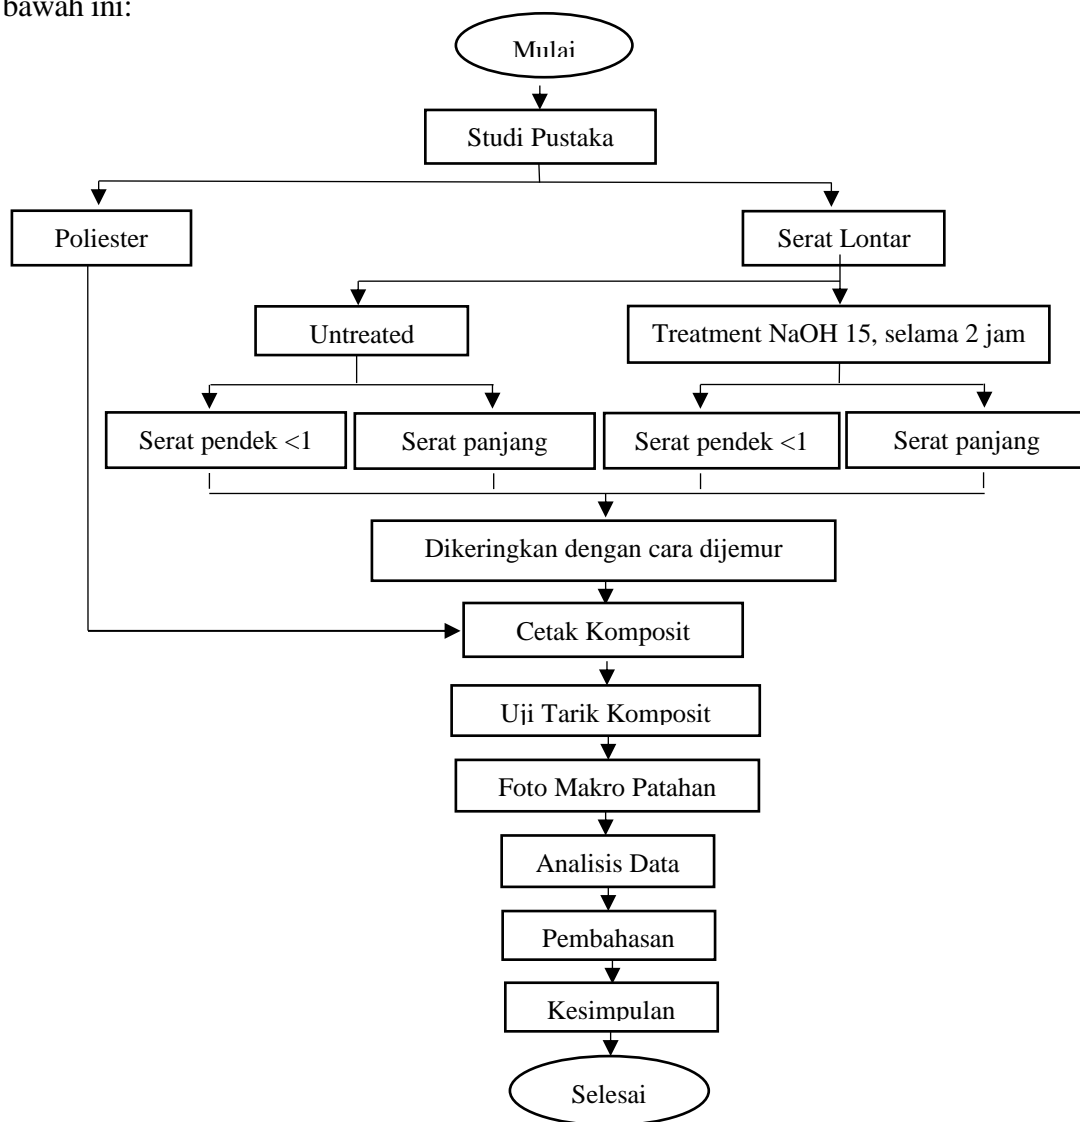 bawah ini:
Mulai
Studi Pustaka
Poliester
Serat Lontar
Untreated
Treatment NaOH 15, selama 2 jam
Serat pendek <1
Serat panjang
Serat pendek <1
Serat panjang
Dikeringkan dengan cara dijemur
Cetak Komposit
Uji Tarik Komposit
Foto Makro Patahan
Analisis Data
Pembahasan
Kesimpulan
Selesai